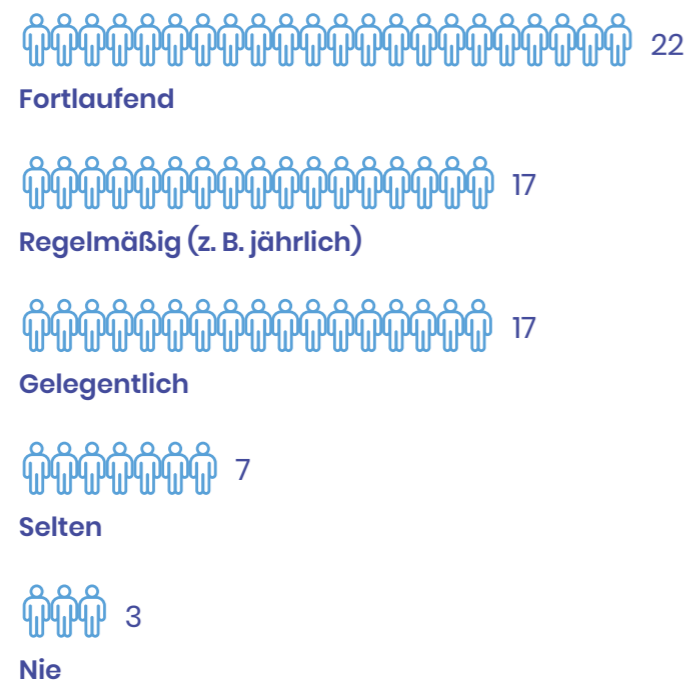 22
Fortlaufend
17
Regelmäßig (z. B. jährlich)
17
Gelegentlich
7
Selten
3
Nie